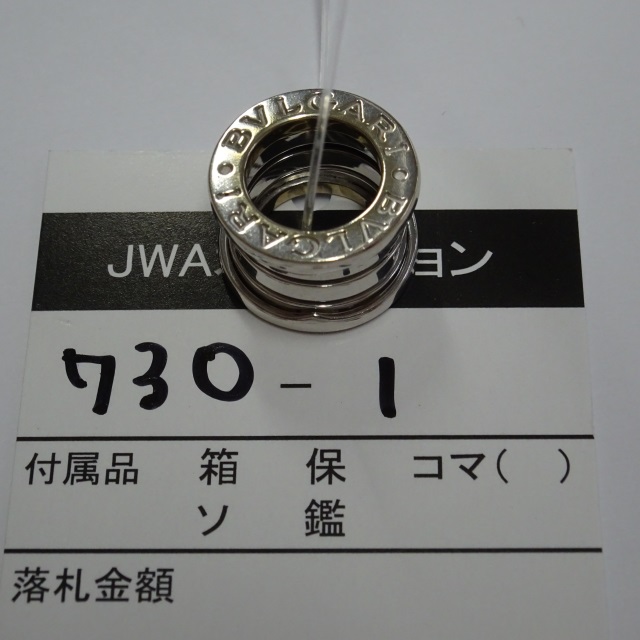 BVLGARI • BVLGARI •
JWA ョン
730-1
付属品 箱 保 コマ( )
ソ 鑑
落札金額